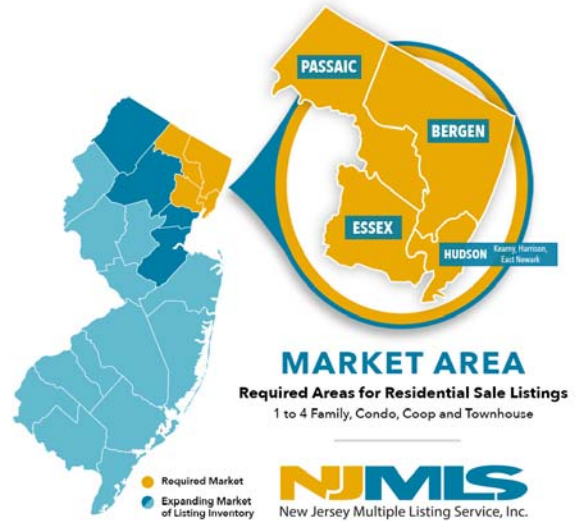 PASSAIC
BERGEN
ESSEX
HUDSON
Kearny, Harrison,
East Newark
MARKET AREA
Required Areas for Residential Sale Listings
1 to 4 Family, Condo, Coop and Townhouse
Required Market
Expanding Market
of Listing Inventory
NJMLS
New Jersey Multiple Listing Service, Inc.